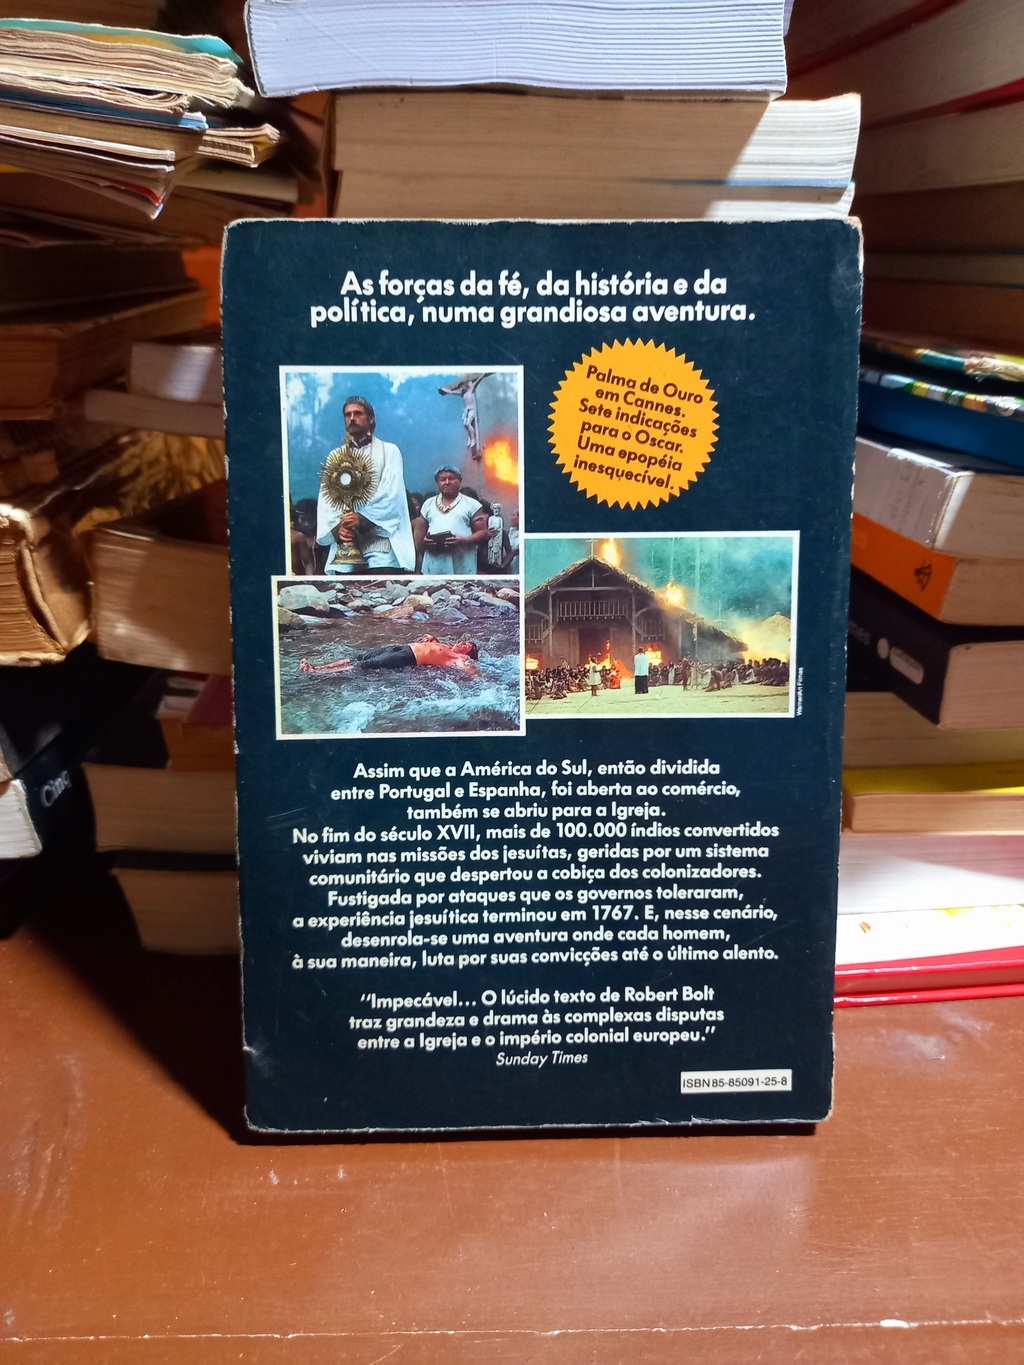 As forças da fé, da história e da
política, numa grandiosa aventura.
Palma de Ouro
em Cannes.
Sete indicações
para o Oscar.
Uma epopéia
inesquecível.
Warner/Art Filmes
Assim que a América do Sul, então dividida
entre Portugal e Espanha, foi aberta ao comércio,
também se abriu para a Igreja.
No fim do século XVII, mais de 100.000 índios convertidos
viviam nas missões dos jesuítas, geridas por um sistema
comunitário que despertou a cobiça dos colonizadores.
Fustigada por ataques que os governos toleraram,
a experiência jesuítica terminou em 1767. E, nesse cenário,
desenrola-se uma aventura onde cada homem,
à sua maneira, luta por suas convicções até o último alento.
"Impecável... O lúcido texto de Robert Bolt
traz grandeza e drama às complexas disputas
entre a Igreja e o império colonial europeu."
Sunday Times
ISBN 85-85091-25-8